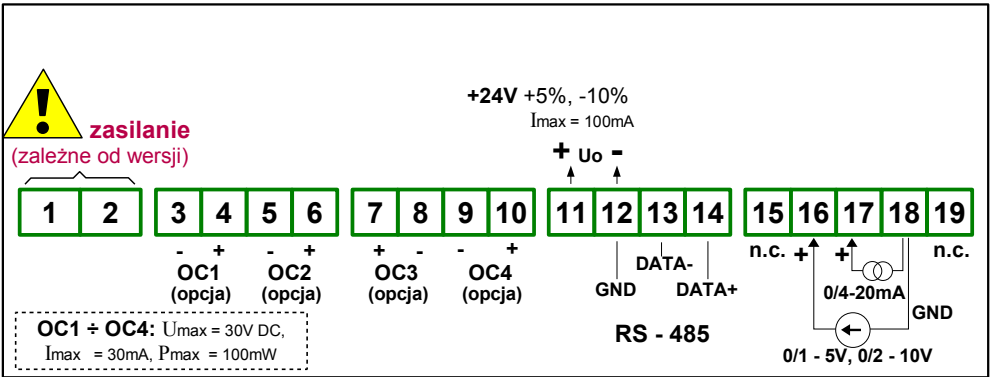 +24V +5%, -10%
Imax = 100mA
zasilanie
(zależne od wersji)
+ Uo -
1 2 3 4 5 6 7 8 9 10 11 12 13 14 15 16 17 18 19
- + - + + - - + n.c. + + n.c.
OC1 OC2 OC3 OC4
(opcja) (opcja) (opcja) (opcja)
DATA-
GND DATA+
0/4-20mA
GND
RS - 485
OC1 ÷ OC4: Umax = 30V DC,
Imax = 30mA, Pmax = 100mW
0/1 - 5V, 0/2 - 10V